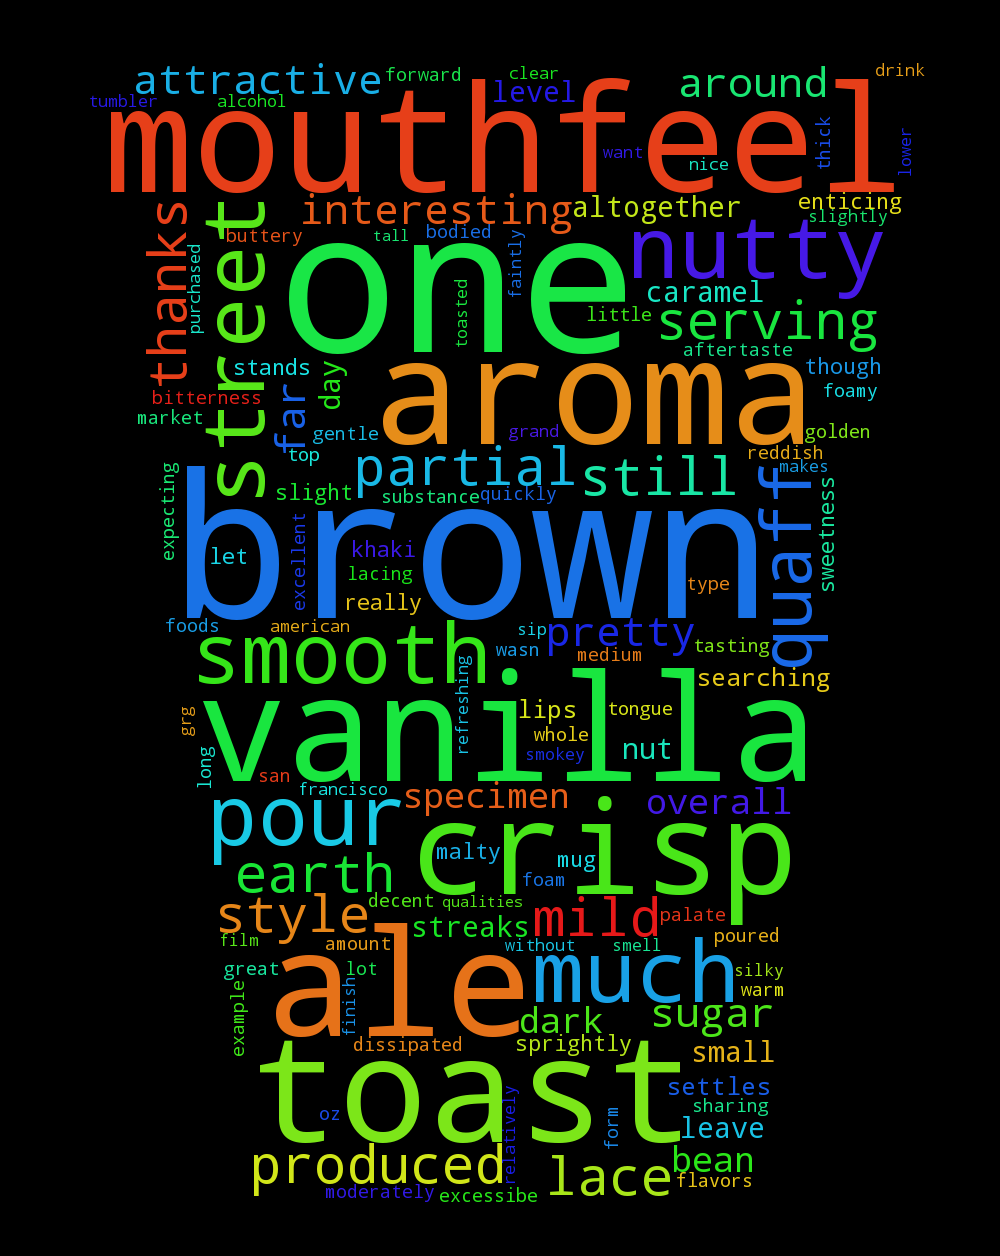 attractive forward clear drink
level around
tumbler alcohol
mouthfeel
thick lower
want nice
thanks street interesting altogether enticing
slightly
buttery tall bodied nutty
purchased one faintly
toasted caramel
little serving
aftertaste
stands day aroma though
bitterness far foamy
market gentle grand golden
top partial still reddish
makes
expecting slight substance quickly quaff sweetness
brown
let excellent khaki
lacing type
really
foods american sip pretty
smooth wasn tasting
medium
refreshing searching
vanilla
grg lips tongue
whole
long smokey nut
san francisco specimen overall
pour crisp
malty mug
earth foam
style decent qualities mild palate
streaks
film amount without smell poured
great lot ale much silky
example finish warm
dark sugar
dissipated sprightly small
toast
settles
oz relatively form sharing
leave
produced lace bean
flavors
moderately excessibe